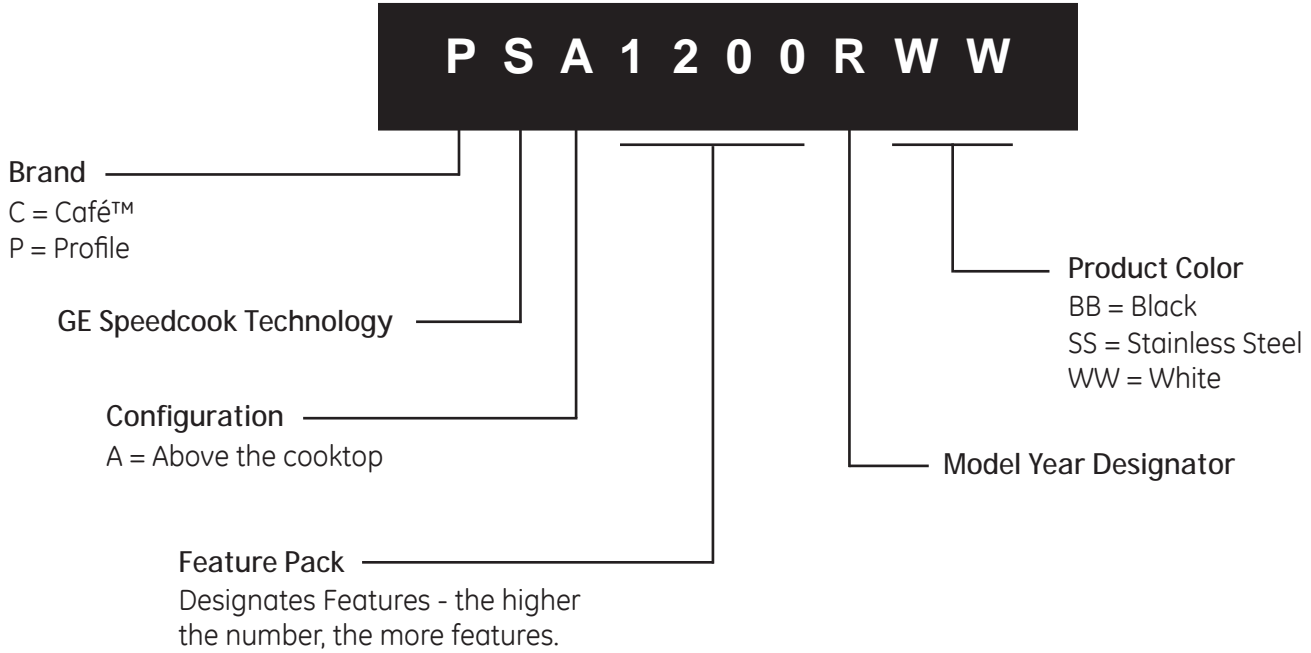 P S A 1 2 0 0 R W W
Brand
C = Café™
P = Profile
GE Speedcook Technology
Configuration
A = Above the cooktop
Feature Pack
Designates Features - the higher
the number, the more features.
Product Color
BB = Black
SS = Stainless Steel
WW = White
Model Year Designator